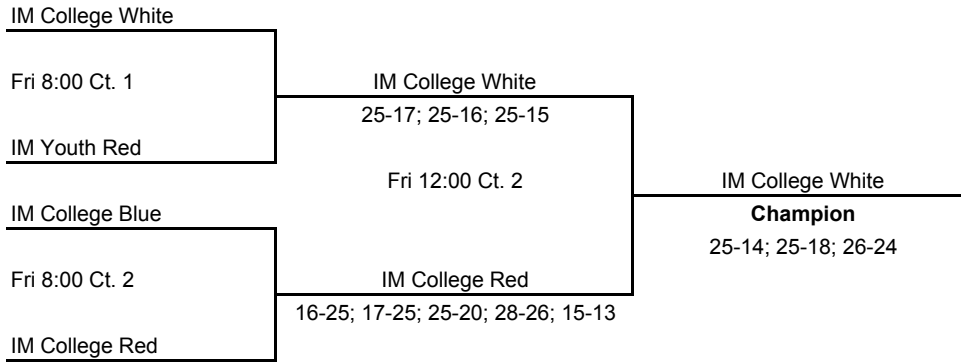 IM College White
Fri 8:00 Ct. 1
IM College White
25-17; 25-16; 25-15
IM Youth Red
Fri 12:00 Ct. 2
IM College White
IM College Blue
Champion
25-14; 25-18; 26-24
Fri 8:00 Ct. 2
IM College Red
16-25; 17-25; 25-20; 28-26; 15-13
IM College Red